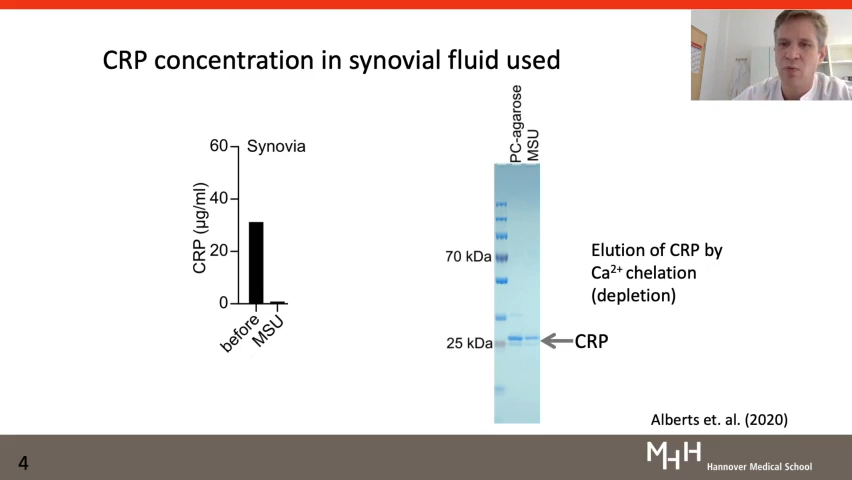 CRP concentration in synovial fluid used
60
Synovia
40
20
0
CRP (µg/ml)
before
MSU
PC-agarose
MSU
70 kDa
25 kDa
CRP
Elution of CRP by
Ca²⁺ chelation
(depletion)
Alberts et. al. (2020)
4
MHH
Hannover Medical School